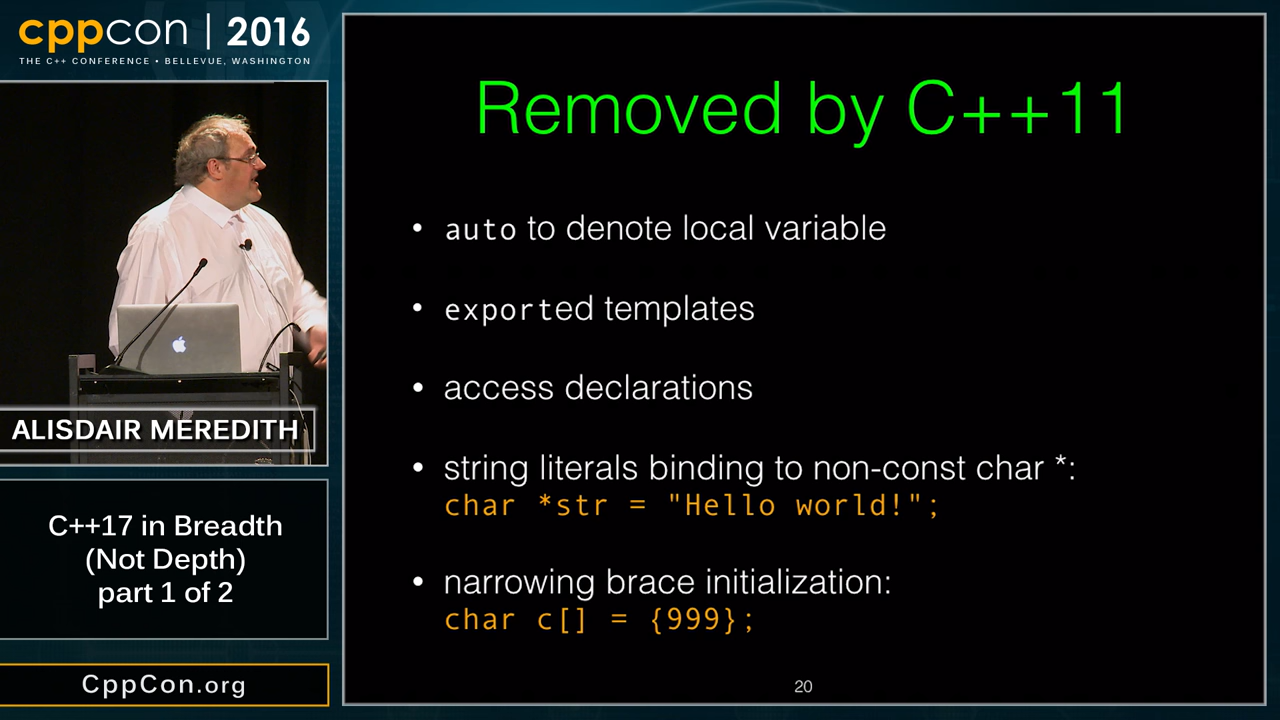 cppcon | 2016
THE C++ CONFERENCE • BELLEVUE, WASHINGTON
ALISDAIR MEREDITH
C++17 in Breadth
(Not Depth)
part 1 of 2
CppCon.org
Removed by C++11
• auto to denote local variable
• exported templates
• access declarations
• string literals binding to non-const char *:
char *str = "Hello world!";
• narrowing brace initialization:
char c[] = {999};
20